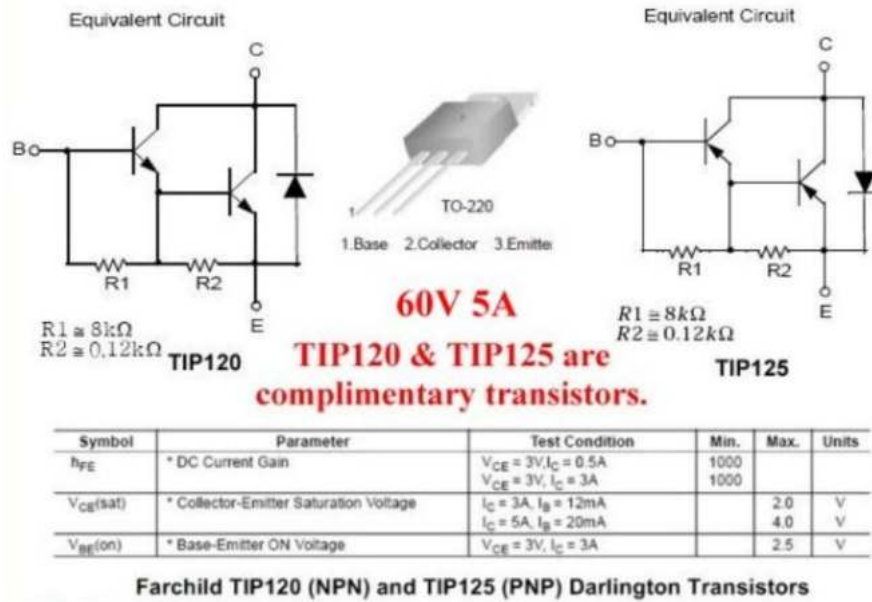 Equivalent Circuit
C
B
R1
R2
E
R1≅8kΩ
R2≅0.12kΩ
TIP120
1
TO-220
1.Base 2.Collector 3.Emitte
60V 5A
TIP120 & TIP125 are
complimentary transistors.
Equivalent Circuit
C
B
R1
R2
E
R1≅8kΩ
R2≅0.12kΩ
TIP125
Symbol Parameter Test Condition Min. Max. Units
hFE * DC Current Gain VCE = 3V,IC = 0.5A 1000
VCE = 3V, IC = 3A 1000
VCE(sat) * Collector-Emitter Saturation Voltage IC = 3A, IB = 12mA 2.0 V
IC = 5A, IB = 20mA 4.0 V
VBE(on) * Base-Emitter ON Voltage VCE = 3V, IC = 3A 2.5 V
Farchild TIP120 (NPN) and TIP125 (PNP) Darlington Transistors